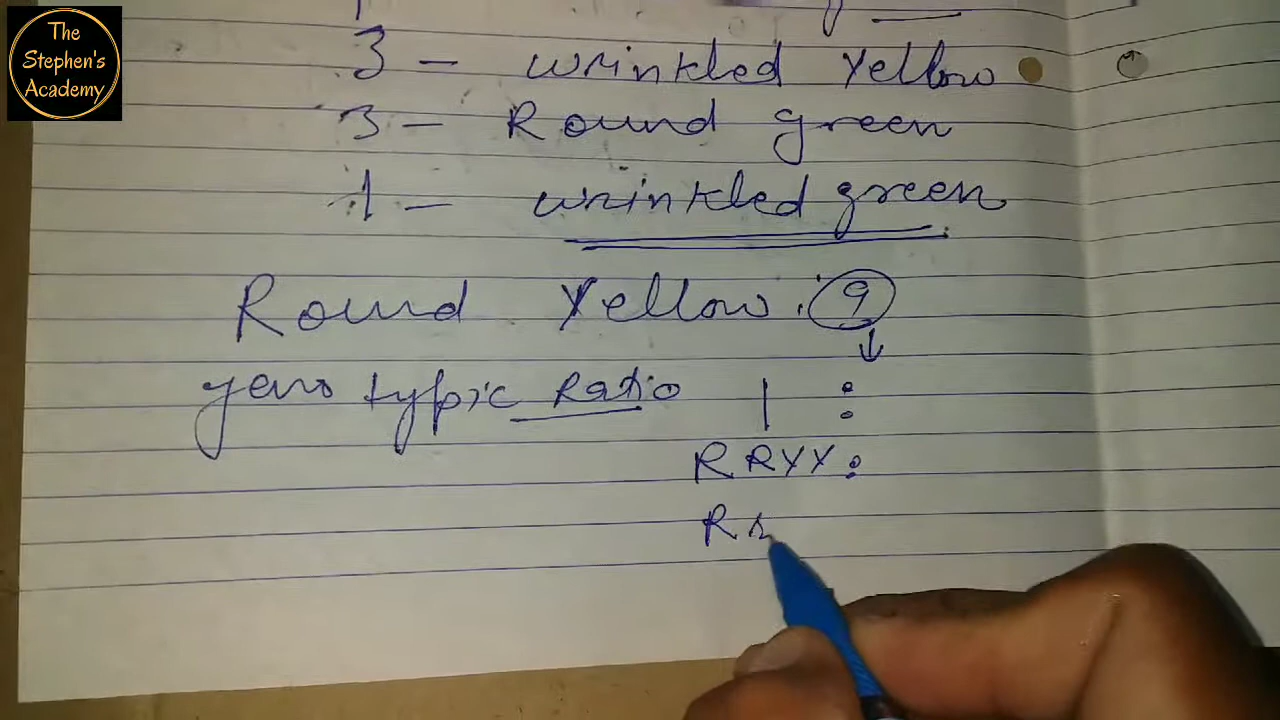 The
Stephen's
Academy
3 - wrinkled yellow
3 - Round green
1 - wrinkled green
Round Yellow. 9
genotypic Ratio 1 :
RRYY :
Rr